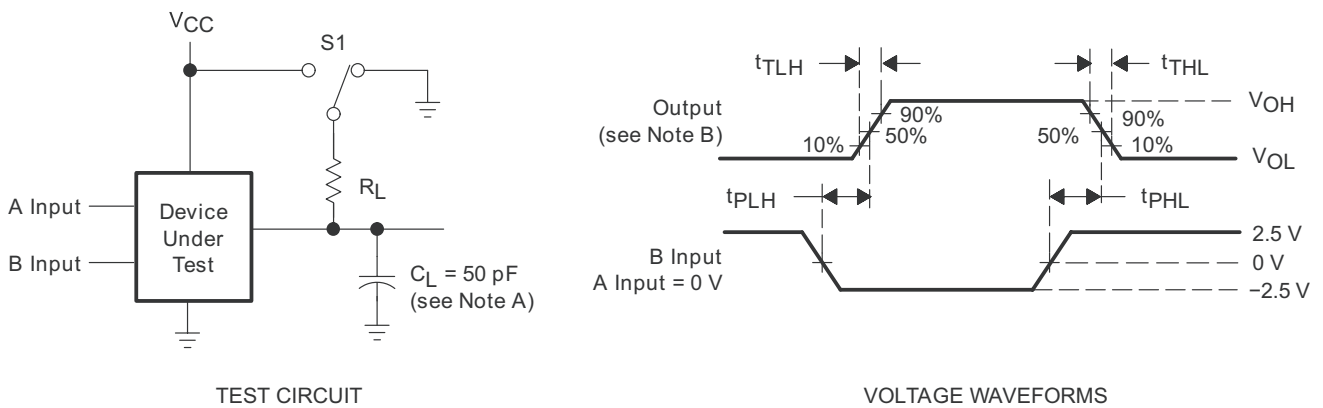 VCC
S1
RL
A Input
B Input
Device
Under
Test
CL = 50 pF
(see Note A)
TEST CIRCUIT
tTLH
tTHL
Output
(see Note B)
10%
50%
90%
50%
90%
10%
VOH
VOL
tPLH
tPHL
B Input
A Input = 0 V
2.5 V
0 V
−2.5 V
VOLTAGE WAVEFORMS